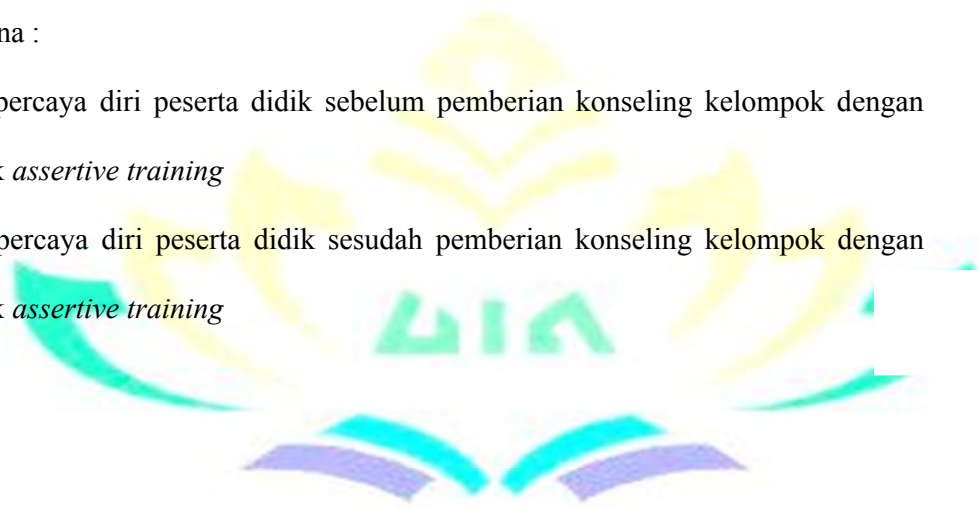 na :
percaya diri peserta didik sebelum pemberian konseling kelompok dengan
k assertive training
percaya diri peserta didik sesudah pemberian konseling kelompok dengan
k assertive training
UIN